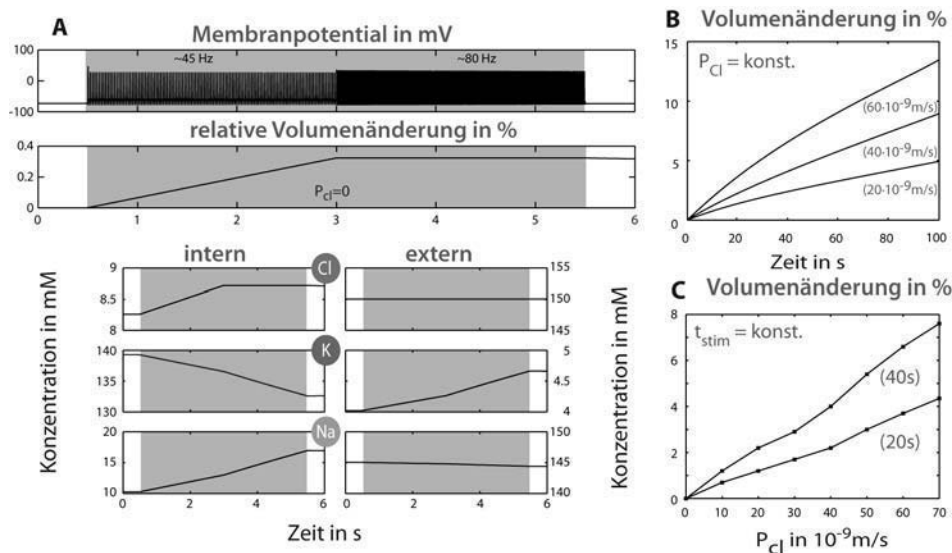 A
Membranpotential in mV
100
0
-100
~45 Hz
~80 Hz
relative Volumenänderung in %
0.4
0.2
0
P_cl=0
0 1 2 3 4 5 6
intern
extern
Konzentration in mM
Cl
9
8.5
8
155
150
145
K
140
135
130
5
4.5
4
Na
20
15
10
150
145
140
0 2 4 6
0 2 4 6
Zeit in s
B
Volumenänderung in %
15
10
5
0
P_Cl = konst.
(60·10⁻⁹m/s)
(40·10⁻⁹m/s)
(20·10⁻⁹m/s)
0 20 40 60 80 100
Zeit in s
C
Volumenänderung in %
Konzentration in mM
8
6
4
2
0
t_stim = konst.
(40s)
(20s)
0 10 20 30 40 50 60 70
P_cl in 10⁻⁹m/s